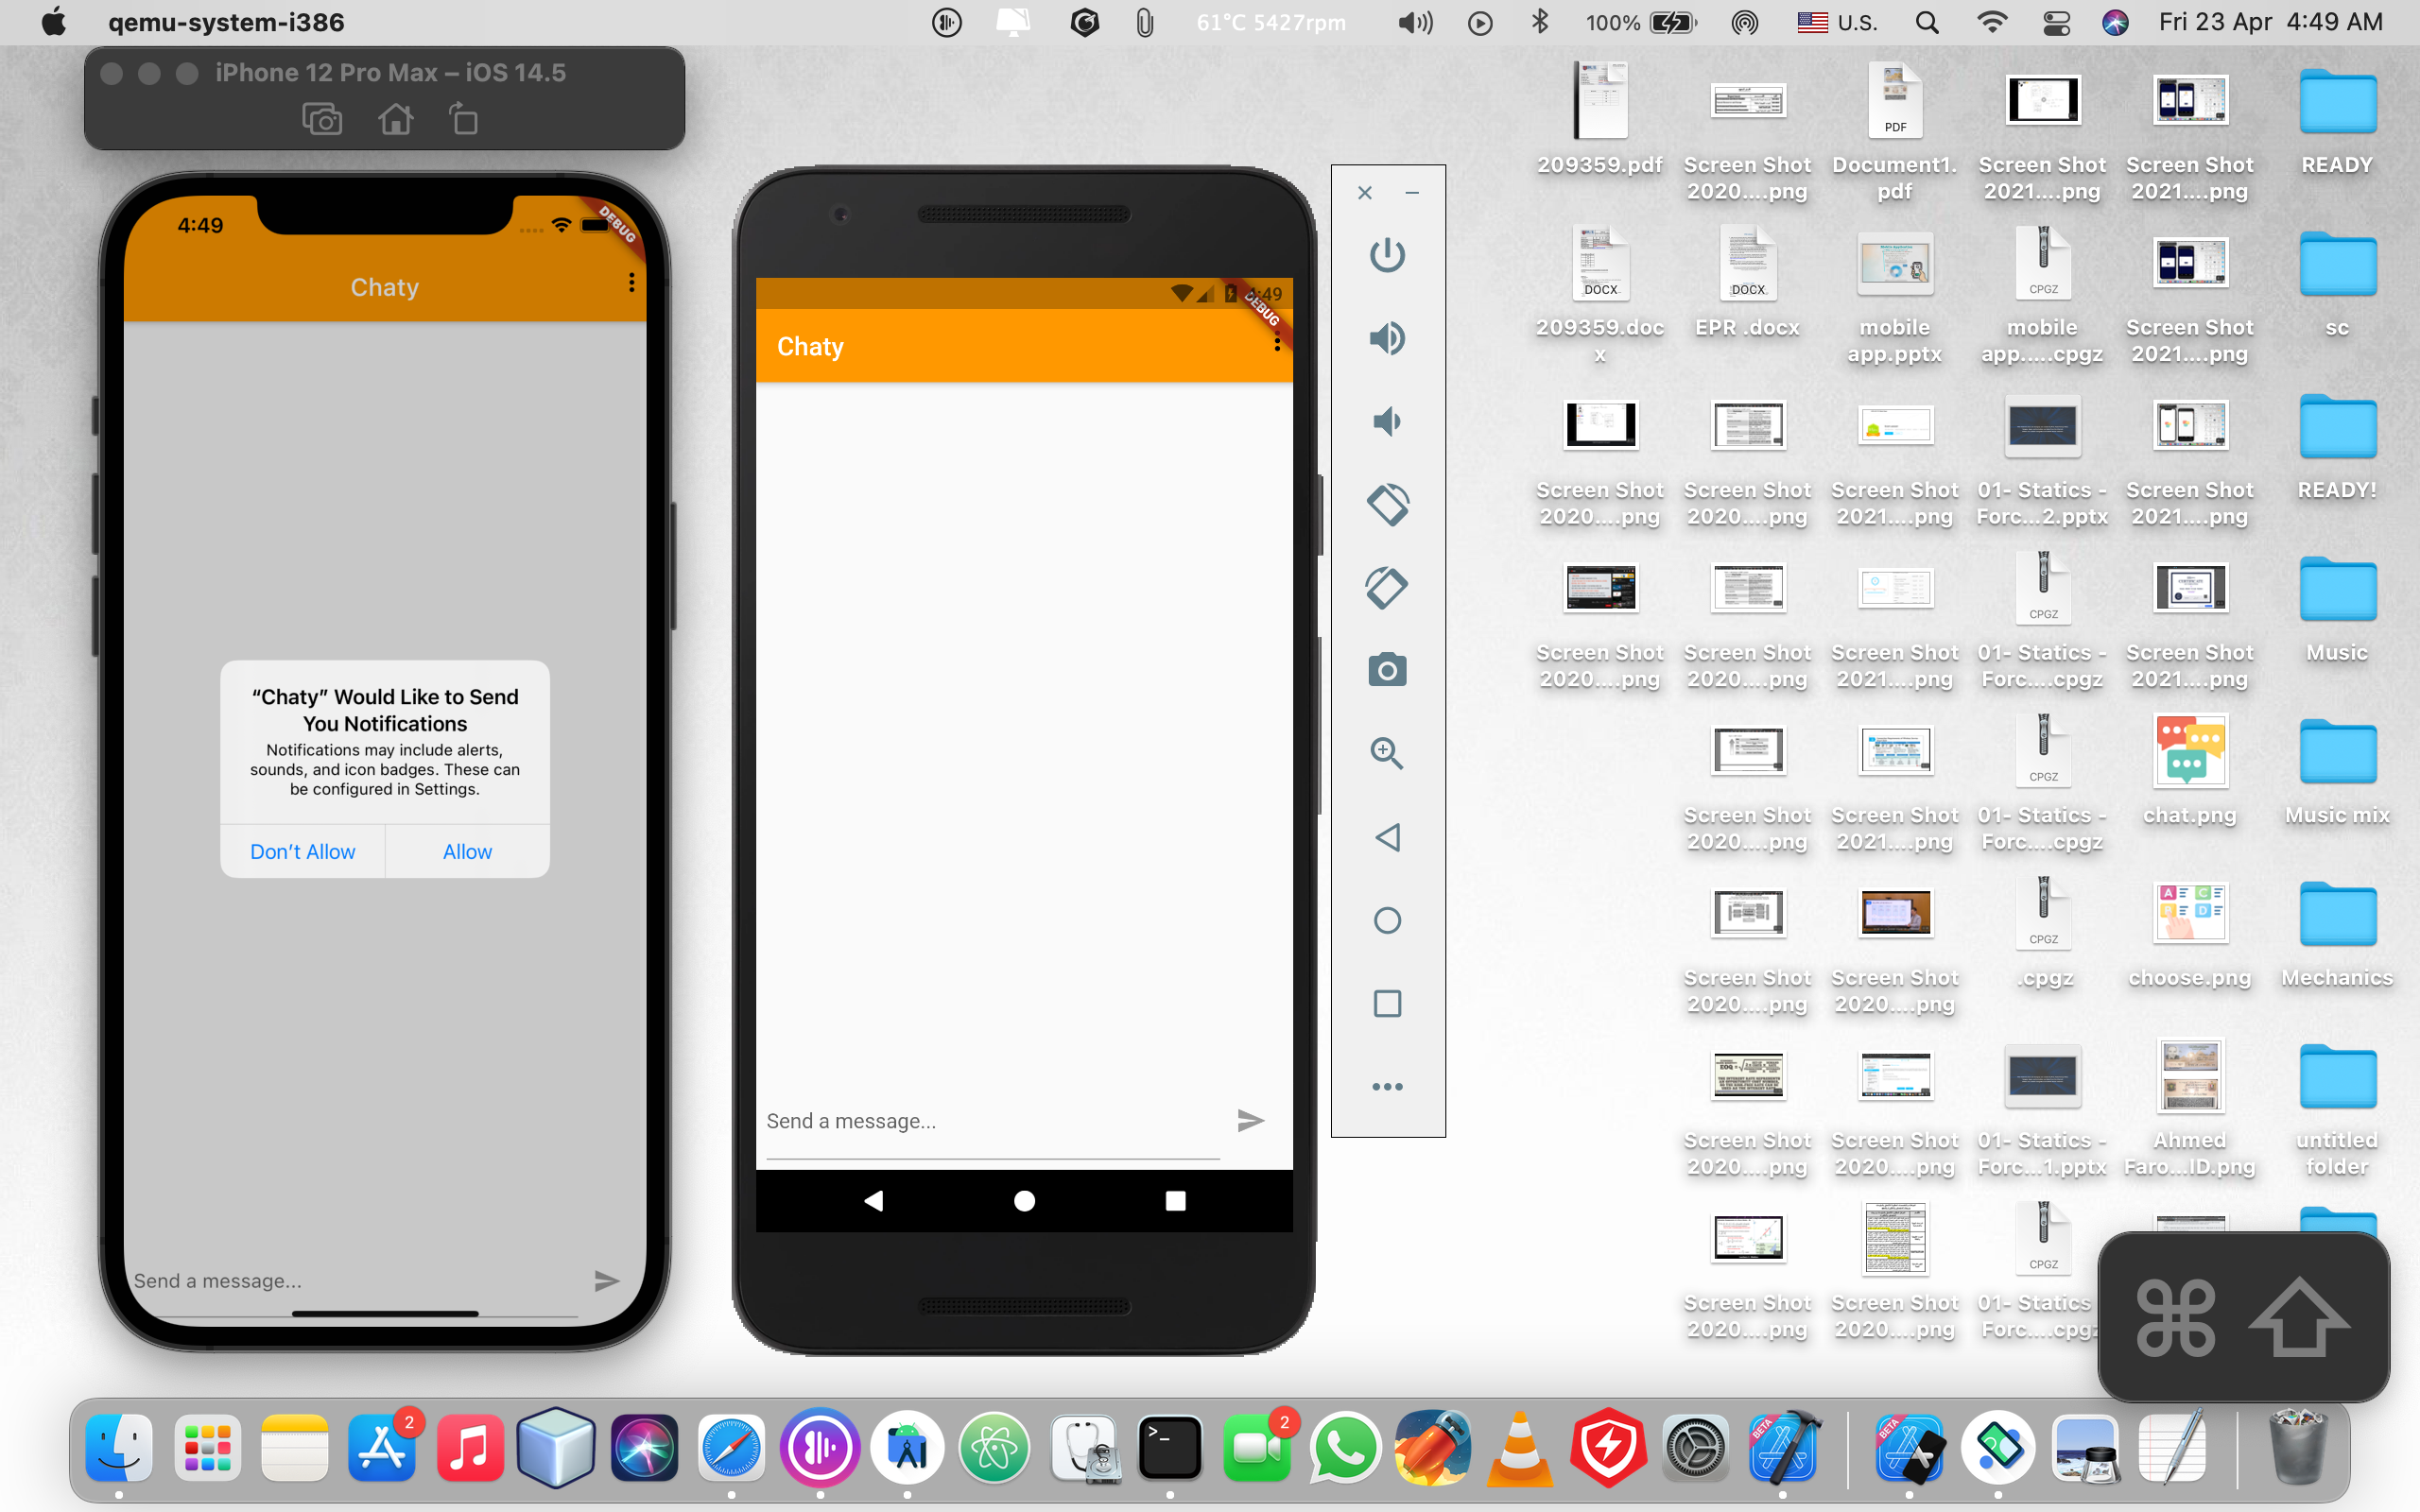 qemu-system-i386
61°C 5427rpm
100%
U.S.
Fri 23 Apr 4:49 AM
iPhone 12 Pro Max – iOS 14.5
4:49
DEBUG
Chaty
“Chaty” Would Like to Send
You Notifications
Notifications may include alerts,
sounds, and icon badges. These can
be configured in Settings.
Don’t Allow
Allow
Send a message...
4:49
DEBUG
Chaty
Send a message...
PDF
209359.pdf
Screen Shot
2020....png
Document1.
pdf
Screen Shot
2021....png
Screen Shot
2021....png
READY
DOCX
DOCX
CPGZ
209359.doc
x
EPR .docx
mobile
app.pptx
mobile
app.....cpgz
Screen Shot
2021....png
sc
Screen Shot
2020....png
Screen Shot
2020....png
Screen Shot
2021....png
01- Statics -
Forc...2.pptx
Screen Shot
2021....png
READY!
CPGZ
Screen Shot
2020....png
Screen Shot
2020....png
Screen Shot
2021....png
01- Statics -
Forc....cpgz
Screen Shot
2021....png
Music
CPGZ
Screen Shot
2020....png
Screen Shot
2021....png
01- Statics -
Forc....cpgz
chat.png
Music mix
A
C
D
CPGZ
Screen Shot
2020....png
Screen Shot
2020....png
.cpgz
choose.png
Mechanics
Screen Shot
2020....png
Screen Shot
2020....png
01- Statics -
Forc...1.pptx
Ahmed
Faro...ID.png
untitled
folder
CPGZ
Screen Shot
2020....png
Screen Shot
2020....png
01- Statics
Forc....cpgz
2
>_
2
BETA
BETA